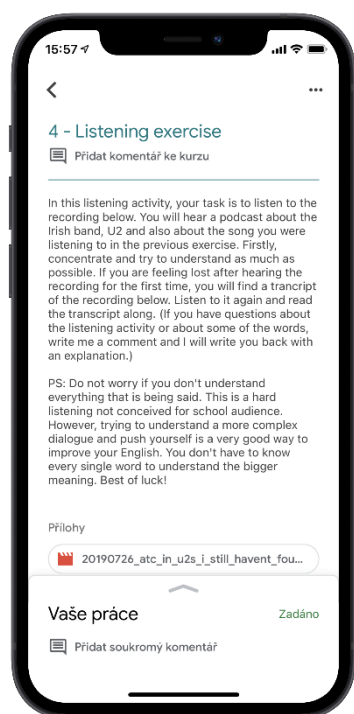 15:57
4 - Listening exercise
Přidat komentář ke kurzu
In this listening activity, your task is to listen to the
recording below. You will hear a podcast about the
Irish band, U2 and also about the song you were
listening to in the previous exercise. Firstly,
concentrate and try to understand as much as
possible. If you are feeling lost after hearing the
recording for the first time, you will find a trancript
of the recording below. Listen to it again and read
the transcript along. (If you have questions about
the listening activity or about some of the words,
write me a comment and I will write you back with
an explanation.)
PS: Do not worry if you don't understand
everything that is being said. This is a hard
listening not conceived for school audience.
However, trying to understand a more complex
dialogue and push yourself is a very good way to
improve your English. You don't have to know
every single word to understand the bigger
meaning. Best of luck!
Přílohy
20190726_atc_in_u2s_i_still_havent_fou...
Vaše práce
Zadáno
Přidat soukromý komentář